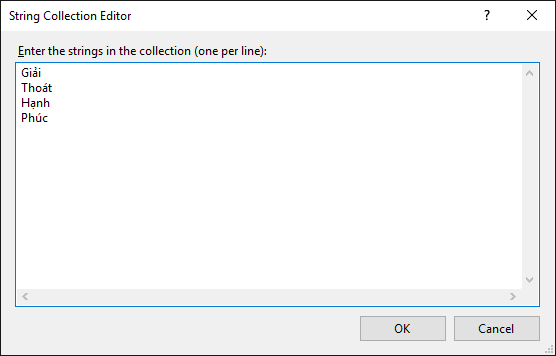 String Collection Editor
?
Enter the strings in the collection (one per line):
Giải
Thoát
Hạnh
Phúc
OK
Cancel